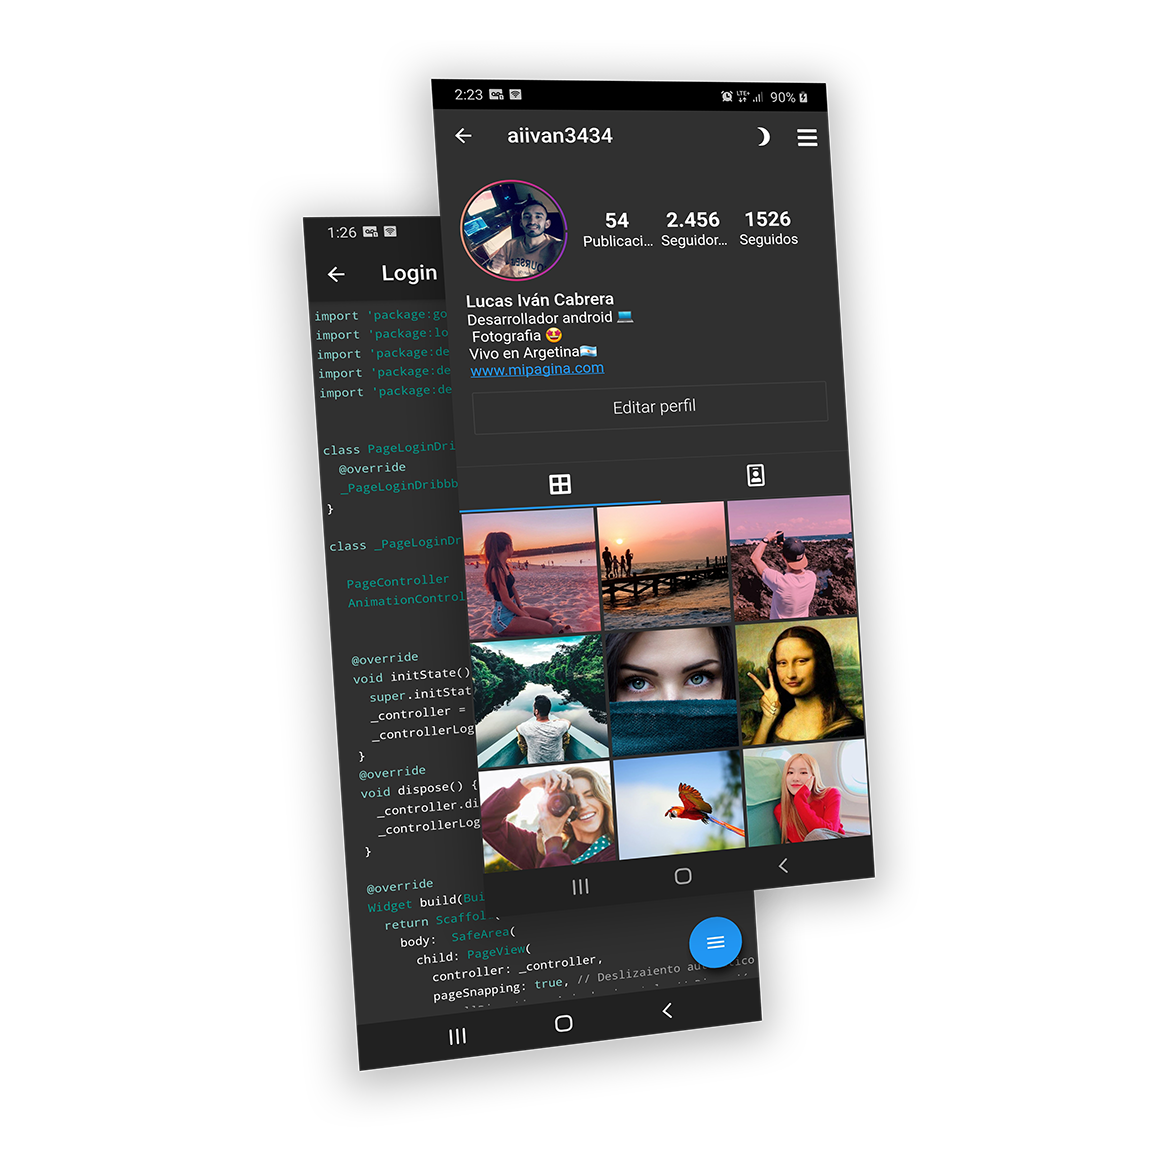 2:23
LTE+
90%
aiivan3434
54
2.456
1526
Publicaci...
Seguidor...
Seguidos
Lucas Iván Cabrera
Desarrollador android 💻
Fotografia 🤩
Vivo en Argetina🇦🇷
www.mipagina.com
Editar perfil
1:26
Login
import 'package:go
import 'package:lo
import 'package:de
import 'package:de
import 'package:de
class PageLoginDri
@override
_PageLoginDribbb
}
class _PageLoginDr
PageController
AnimationControl
@override
void initState()
super.initStat
_controller =
_controllerLog
}
@override
void dispose() {
_controller.di
_controllerLog
}
@override
Widget build(Bui
return Scaffol(
body: SafeArea(
child: PageView(
controller: _controller,
pageSnapping: true, // Deslizaiento au